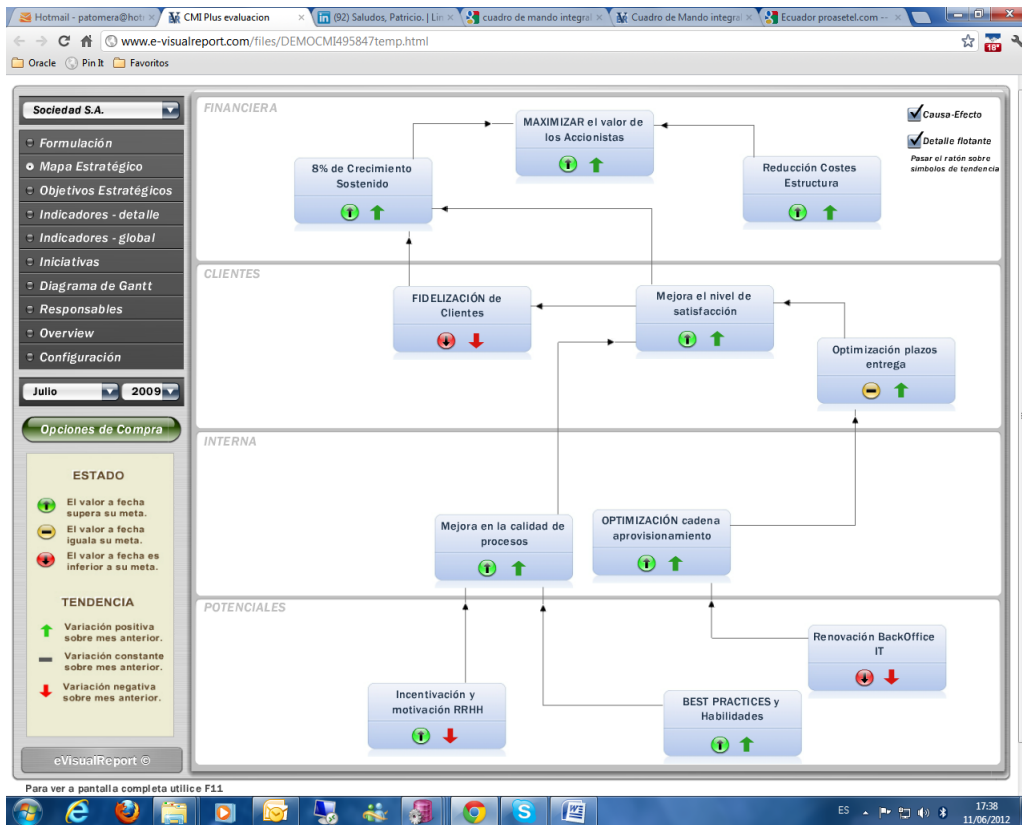 Hotmail - patomera@hot
CMI Plus evaluacion
(92) Saludos, Patricio. | Lin
cuadro de mando integral
Cuadro de Mando integral
Ecuador proasetel.com --
www.e-visualreport.com/files/DEMOCMI495847temp.html
18°
Oracle
Pin It
Favoritos
Sociedad S.A.
Formulación
Mapa Estratégico
Objetivos Estratégicos
Indicadores - detalle
Indicadores - global
Iniciativas
Diagrama de Gantt
Responsables
Overview
Configuración
Julio
2009
Opciones de Compra
ESTADO
El valor a fecha
supera su meta.
El valor a fecha
iguala su meta.
El valor a fecha es
inferior a su meta.
TENDENCIA
Variación positiva
sobre mes anterior.
Variación constante
sobre mes anterior.
Variación negativa
sobre mes anterior.
eVisualReport ©
FINANCIERA
MAXIMIZAR el valor de
los Accionistas
Causa-Efecto
Detalle flotante
Pasar el ratón sobre
símbolos de tendencia
8% de Crecimiento
Sostenido
Reducción Costes
Estructura
CLIENTES
FIDELIZACIÓN de
Clientes
Mejora el nivel de
satisfacción
Optimización plazos
entrega
INTERNA
Mejora en la calidad de
procesos
OPTIMIZACIÓN cadena
aprovisionamiento
POTENCIALES
Renovación BackOffice
IT
Incentivación y
motivación RRHH
BEST PRACTICES y
Habilidades
Para ver a pantalla completa utilice F11
ES
17:38
11/06/2012